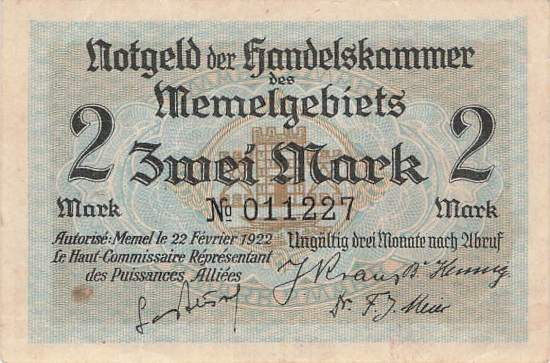 Notgeld der Handelskammer
des
Memelgebiets
2 Zwei Mark 2
Mark № 011227 Mark
Autorisé: Memel le 22 Février 1922
Le Haut-Commissaire Représentant
des Puissances Alliées
Ungültig drei Monate nach Abruf
J Kraus